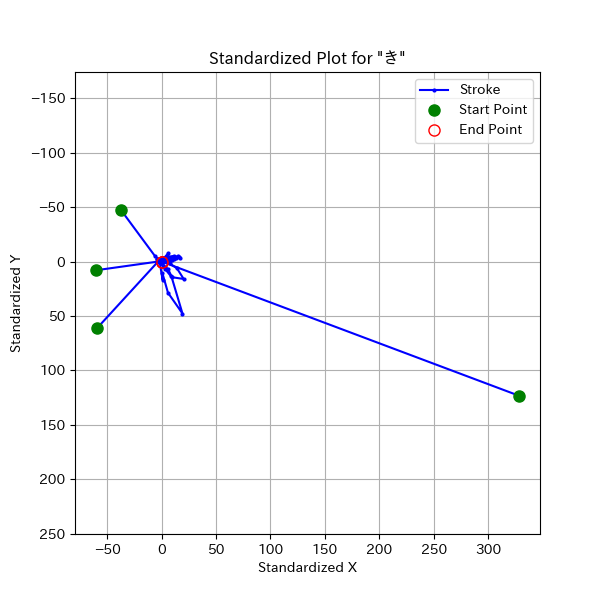 Standardized Plot for "き"
Stroke
Start Point
End Point
Standardized Y
−150
−100
−50
0
50
100
150
200
250
−50
0
50
100
150
200
250
300
Standardized X